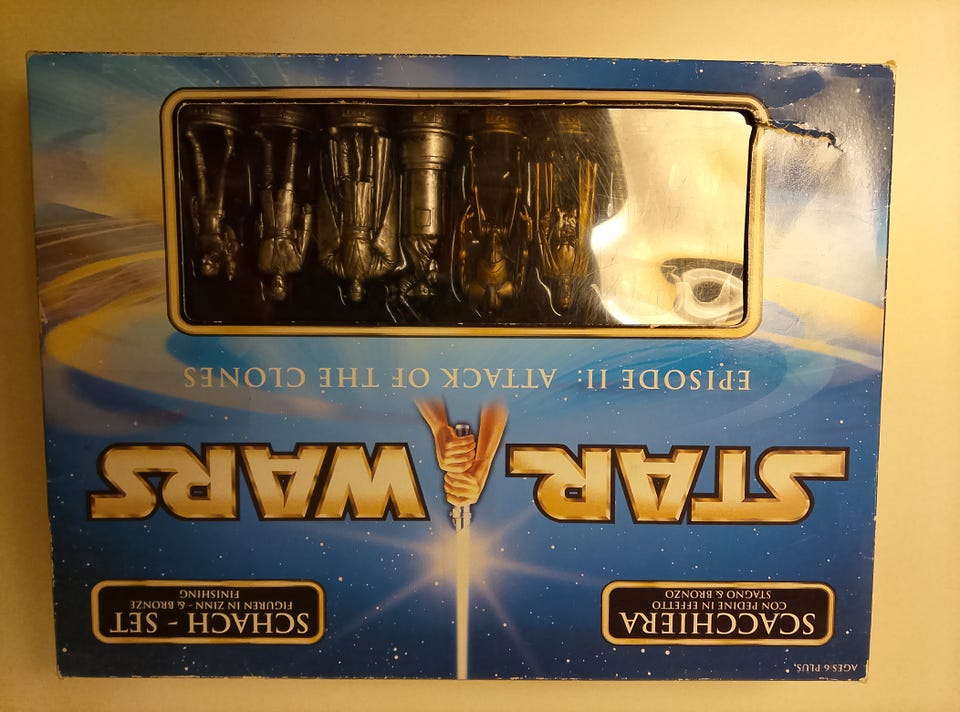 AGES 6 PLUS.
SCACCHIERA
CON PEDINE IN EFFETTO
STAGNO & BRONZO
SCHACH - SET
FIGUREN IN ZINN - & BRONZE
FINISHING
STAR WARS
EPISODE II: ATTACK OF THE CLONES